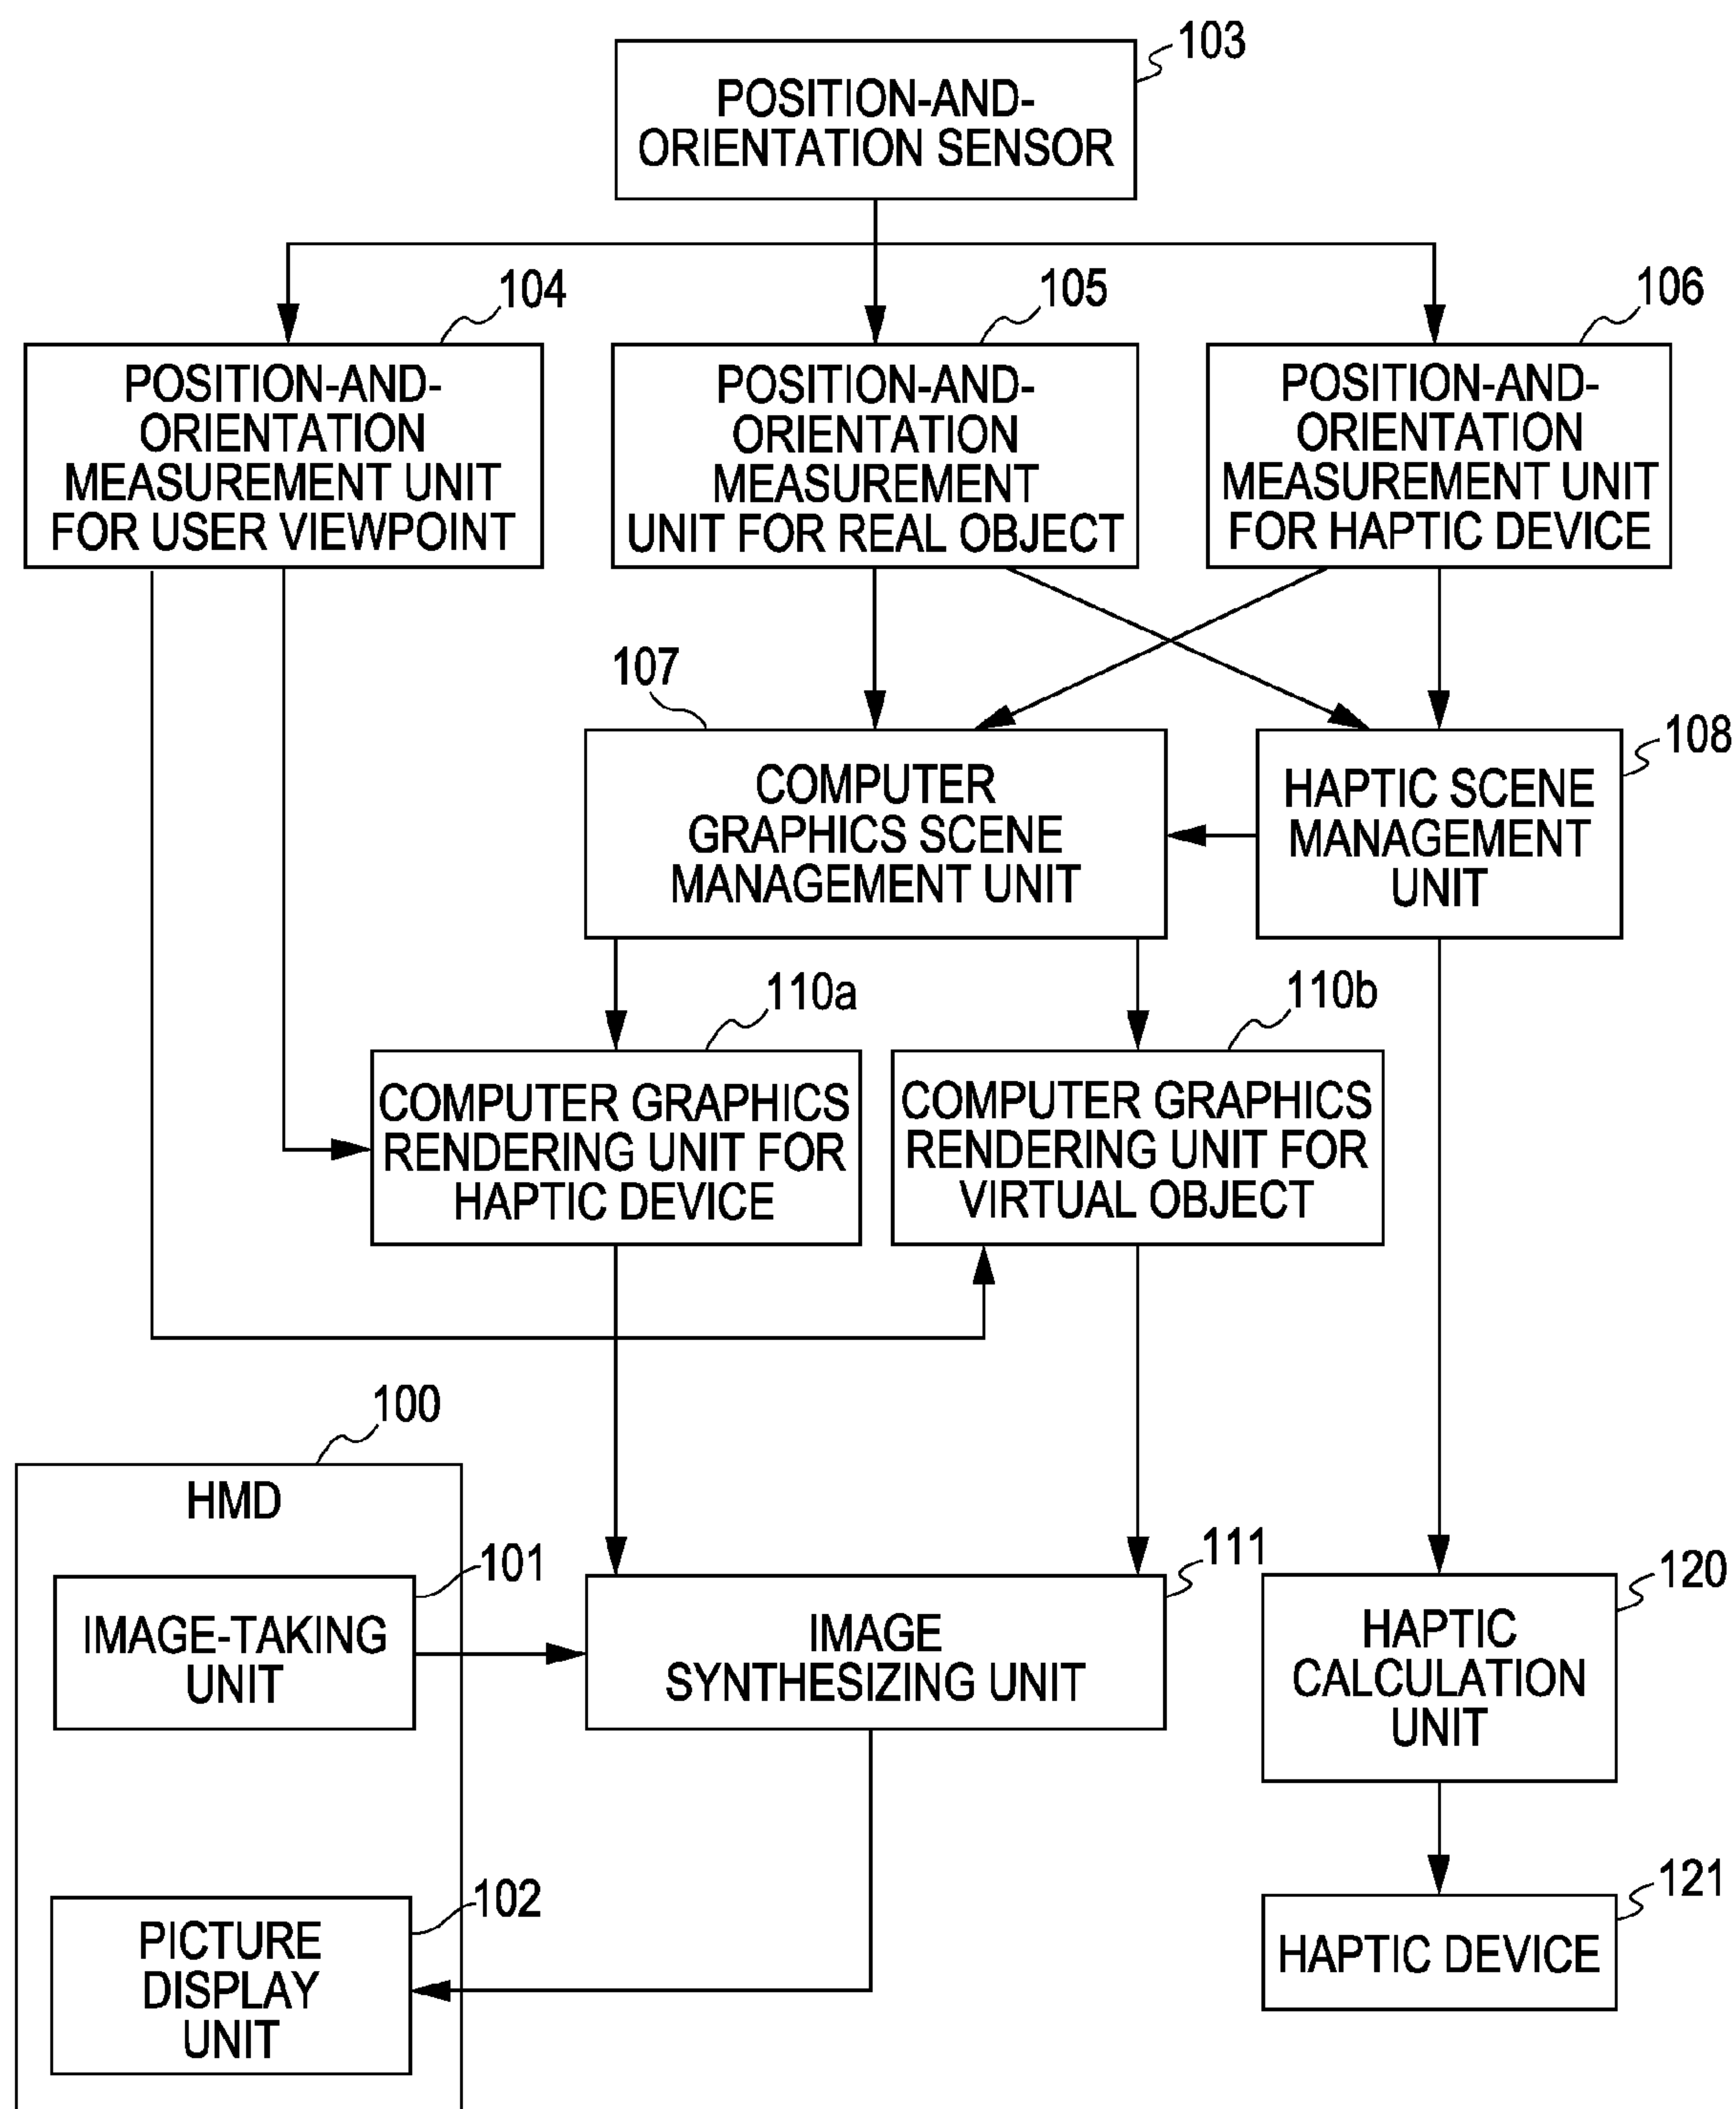 103
POSITION-AND-
ORIENTATION SENSOR
104
105
106
POSITION-AND-
ORIENTATION
MEASUREMENT UNIT
FOR USER VIEWPOINT
POSITION-AND-
ORIENTATION
MEASUREMENT
UNIT FOR REAL OBJECT
POSITION-AND-
ORIENTATION
MEASUREMENT UNIT
FOR HAPTIC DEVICE
107
108
COMPUTER
GRAPHICS SCENE
MANAGEMENT UNIT
HAPTIC SCENE
MANAGEMENT
UNIT
110a
110b
COMPUTER GRAPHICS
RENDERING UNIT FOR
HAPTIC DEVICE
COMPUTER GRAPHICS
RENDERING UNIT FOR
VIRTUAL OBJECT
100
HMD
101
IMAGE-TAKING
UNIT
111
IMAGE
SYNTHESIZING UNIT
120
HAPTIC
CALCULATION
UNIT
102
PICTURE
DISPLAY
UNIT
121
HAPTIC DEVICE